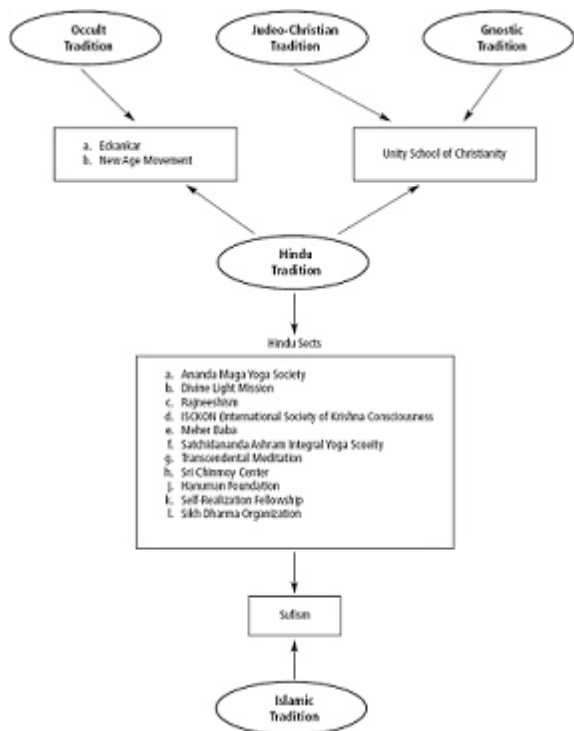 Occult
Tradition
Judeo-Christian
Tradition
Gnostic
Tradition
a. Eckankar
b. New Age Movement
Unity School of Christianity
Hindu
Tradition
Hindu Sects
a. Ananda Maga Yoga Society
b. Divine Light Mission
c. Rajneeshism
d. ISCKON (International Society of Krishna Consciousness
e. Meher Baba
f. Satchidananda Ashram Integral Yoga Scoeity
g. Transcendental Meditation
h. Sri Chinmoy Center
j. Hanuman Foundation
k. Self-Realization Fellowship
l. Sikh Dharma Organization
Sufism
Islamic
Tradition